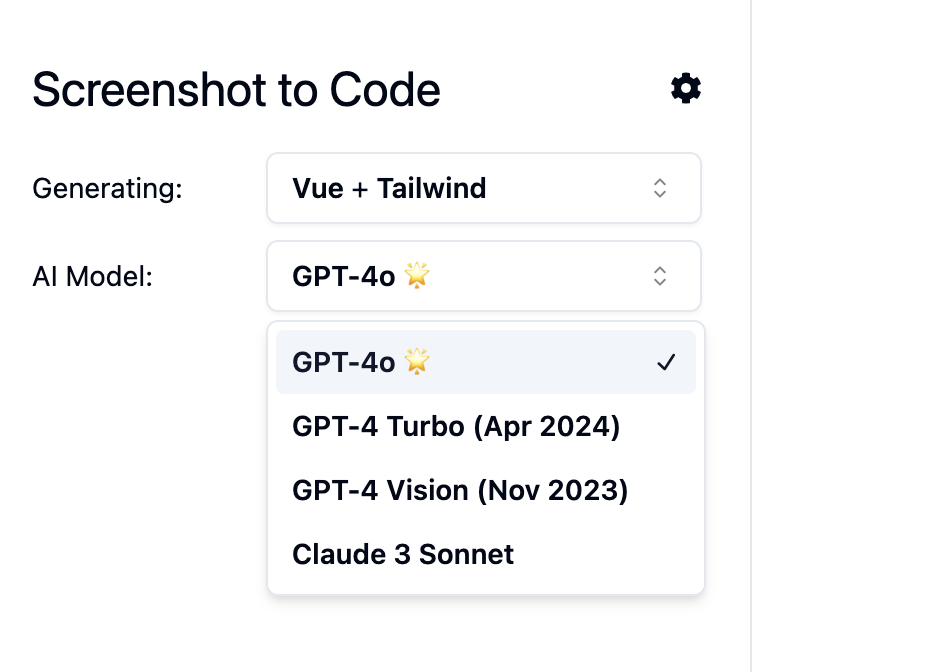 Screenshot to Code
Generating: Vue + Tailwind
AI Model: GPT-4o 🌟
GPT-4o 🌟
GPT-4 Turbo (Apr 2024)
GPT-4 Vision (Nov 2023)
Claude 3 Sonnet